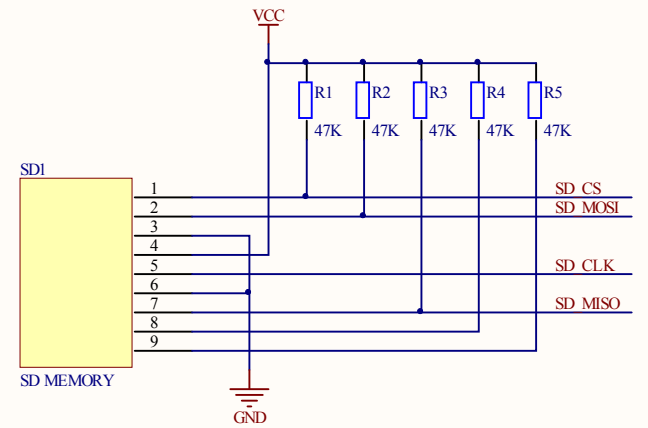 VCC
R1 R2 R3 R4 R5
47K 47K 47K 47K 47K
SD1
1 SD_CS
2 SD_MOSI
3
4
5 SD_CLK
6
7 SD_MISO
8
9
SD MEMORY
GND